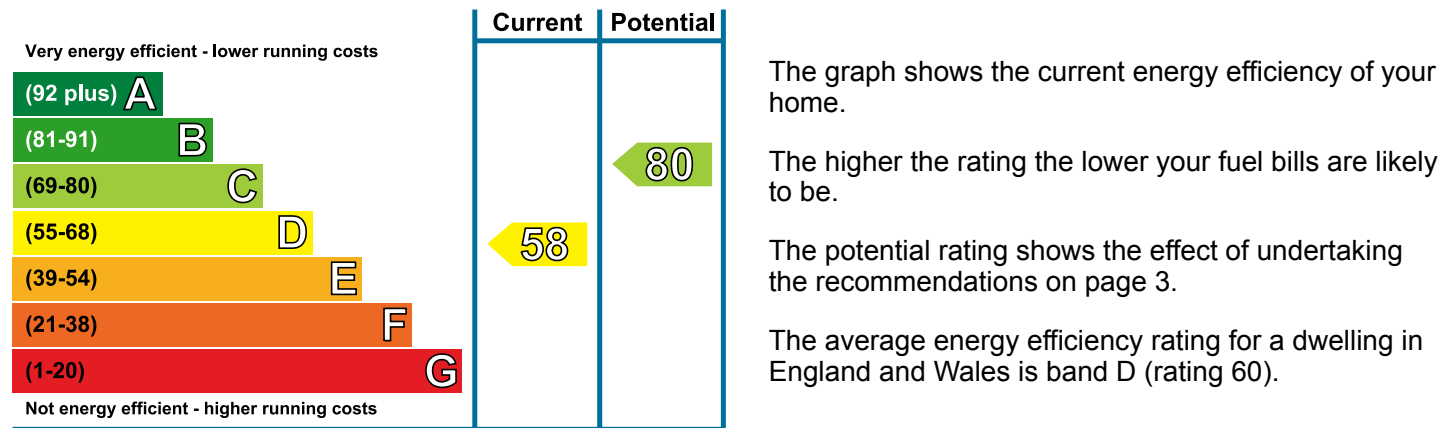 Current Potential
Very energy efficient - lower running costs
(92 plus) A
(81-91) B
(69-80) C
(55-68) D
(39-54) E
(21-38) F
(1-20) G
Not energy efficient - higher running costs
58
80
The graph shows the current energy efficiency of your
home.
The higher the rating the lower your fuel bills are likely
to be.
The potential rating shows the effect of undertaking
the recommendations on page 3.
The average energy efficiency rating for a dwelling in
England and Wales is band D (rating 60).